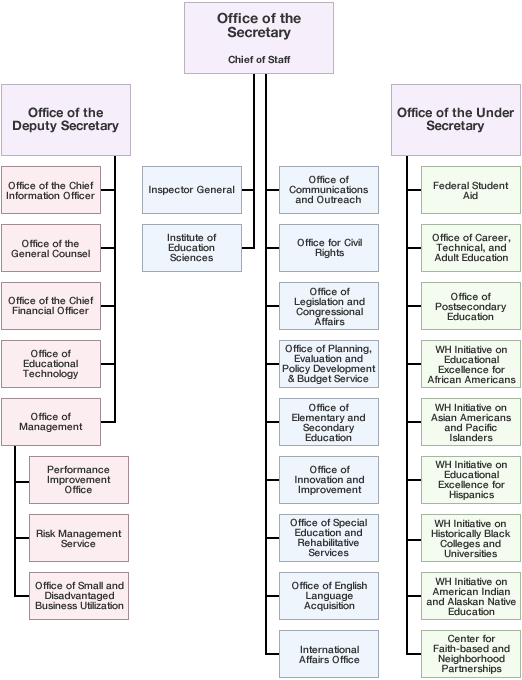 Office of the
Secretary
Chief of Staff
Office of the
Deputy Secretary
Office of the Chief
Information Officer
Office of the
General Counsel
Office of the Chief
Financial Officer
Office of
Educational
Technology
Office of
Management
Performance
Improvement
Office
Risk Management
Service
Office of Small and
Disadvantaged
Business Utilization
Inspector General
Institute of
Education
Sciences
Office of
Communications
and Outreach
Office for Civil
Rights
Office of
Legislation and
Congressional
Affairs
Office of Planning,
Evaluation and
Policy Development
& Budget Service
Office of
Elementary and
Secondary
Education
Office of
Innovation and
Improvement
Office of Special
Education and
Rehabilitative
Services
Office of English
Language
Acquisition
International
Affairs Office
Office of the Under
Secretary
Federal Student
Aid
Office of Career,
Technical, and
Adult Education
Office of
Postsecondary
Education
WH Initiative on
Educational
Excellence for
African Americans
WH Initiative on
Asian Americans
and Pacific
Islanders
WH Initiative on
Educational
Excellence for
Hispanics
WH Initiative on
Historically Black
Colleges and
Universities
WH Initiative on
American Indian
and Alaskan Native
Education
Center for
Faith-based and
Neighborhood
Partnerships